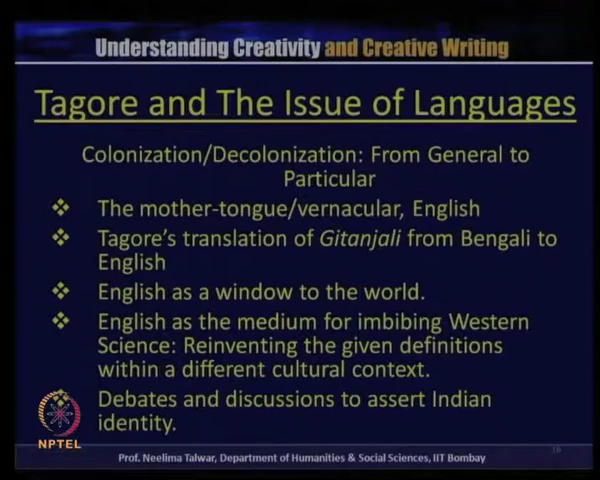 Understanding Creativity and Creative Writing
Tagore and The Issue of Languages
Colonization/Decolonization: From General to
Particular
The mother-tongue/vernacular, English
Tagore's translation of Gitanjali from Bengali to
English
English as a window to the world.
English as the medium for imbibing Western
Science: Reinventing the given definitions
within a different cultural context.
Debates and discussions to assert Indian
identity.
NPTEL
Prof. Neelima Talwar, Department of Humanities & Social Sciences, IIT Bombay